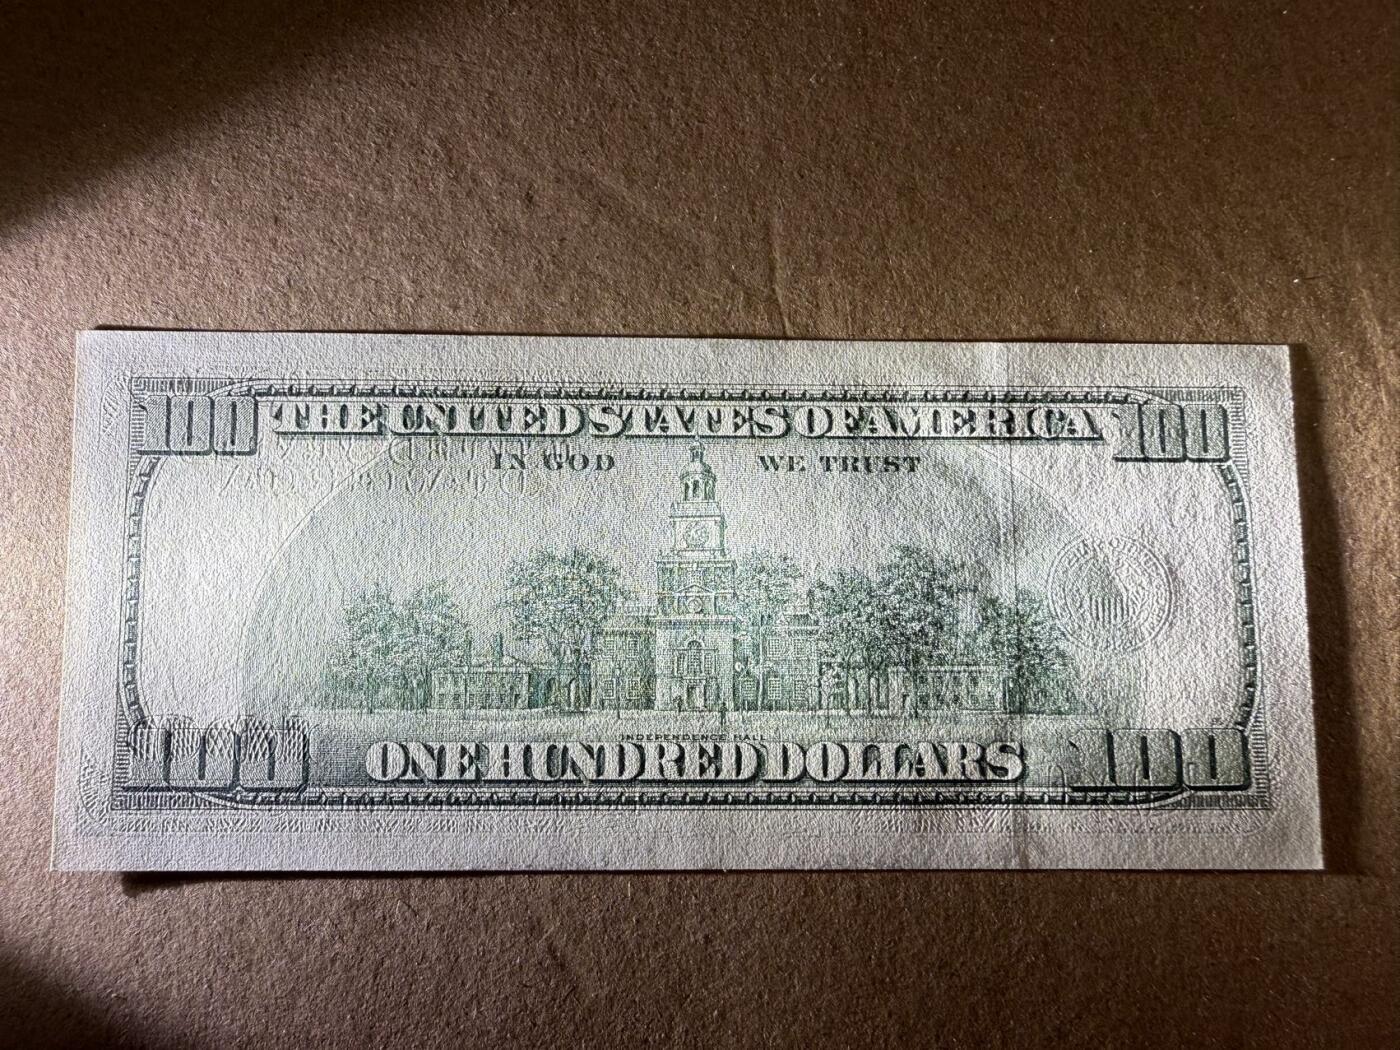 100 THE UNITED STATES OF AMERICA 100
IN GOD WE TRUST
INDEPENDENCE HALL
100 ONE HUNDRED DOLLARS 100